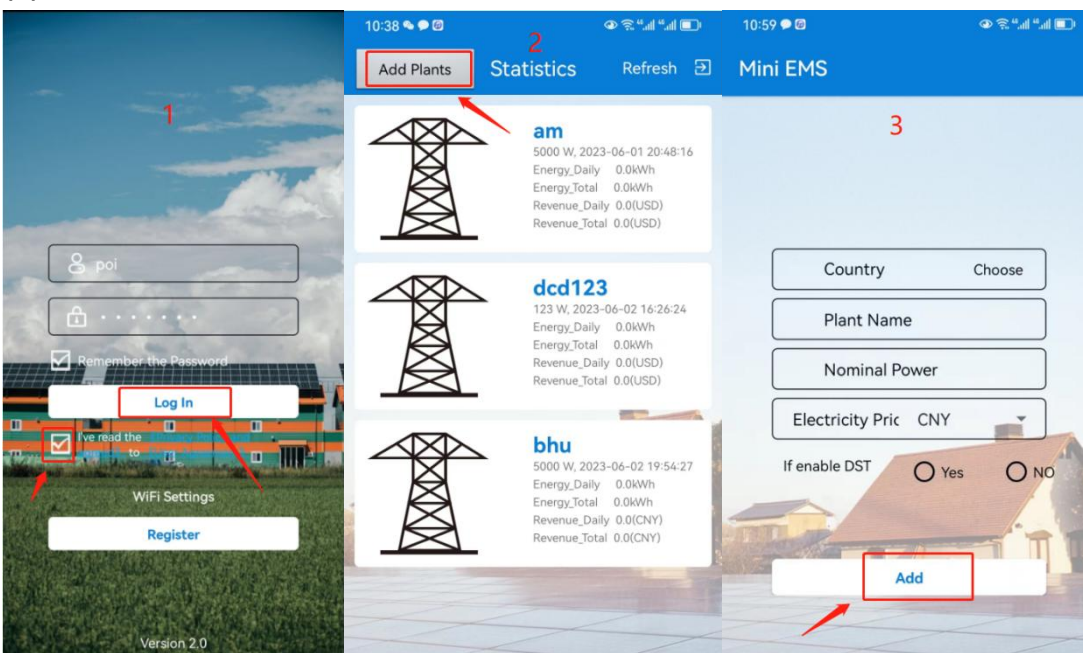 1
poi
Remember the Password
Log In
I've read the
to
WiFi Settings
Register
Version 2.0
10:38
2
Add Plants
Statistics
Refresh
am
5000 W, 2023-06-01 20:48:16
Energy_Daily 0.0kWh
Energy_Total 0.0kWh
Revenue_Daily 0.0(USD)
Revenue_Total 0.0(USD)
dcd123
123 W, 2023-06-02 16:26:24
Energy_Daily 0.0kWh
Energy_Total 0.0kWh
Revenue_Daily 0.0(USD)
Revenue_Total 0.0(USD)
bhu
5000 W, 2023-06-02 19:54:27
Energy_Daily 0.0kWh
Energy_Total 0.0kWh
Revenue_Daily 0.0(CNY)
Revenue_Total 0.0(CNY)
10:59
Mini EMS
3
Country Choose
Plant Name
Nominal Power
Electricity Pric CNY
If enable DST Yes NO
Add